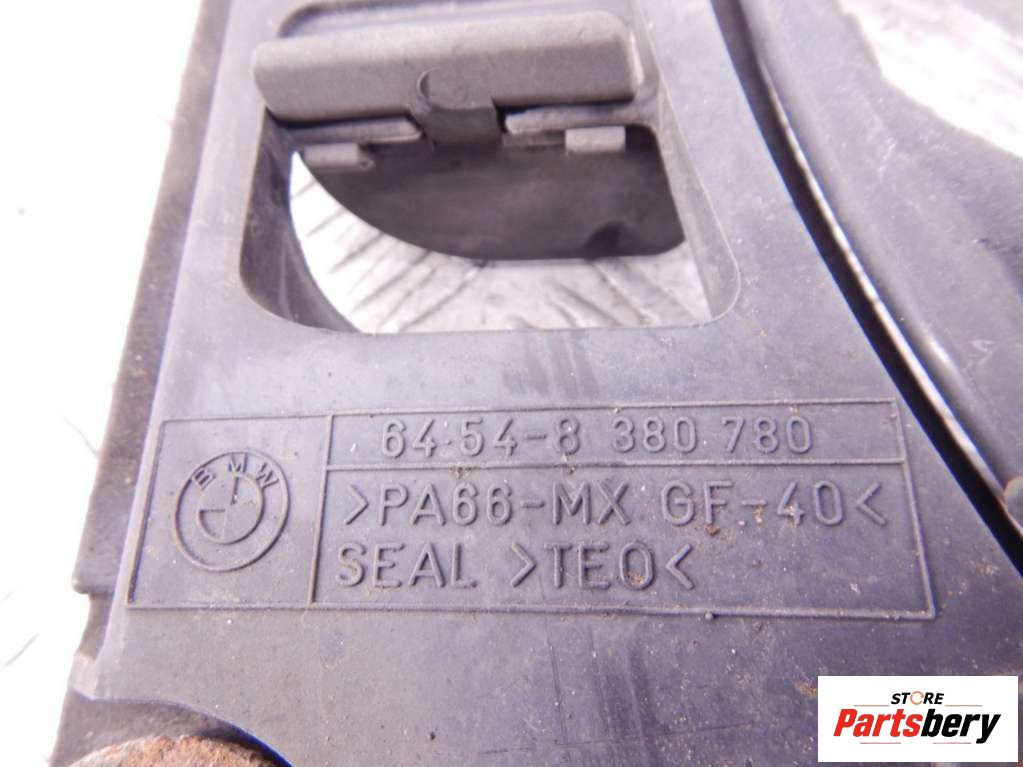 64.54-8 380 780
BMW
>PA66-MX GF-40<
SEAL >TEO<
STORE
Partsbery